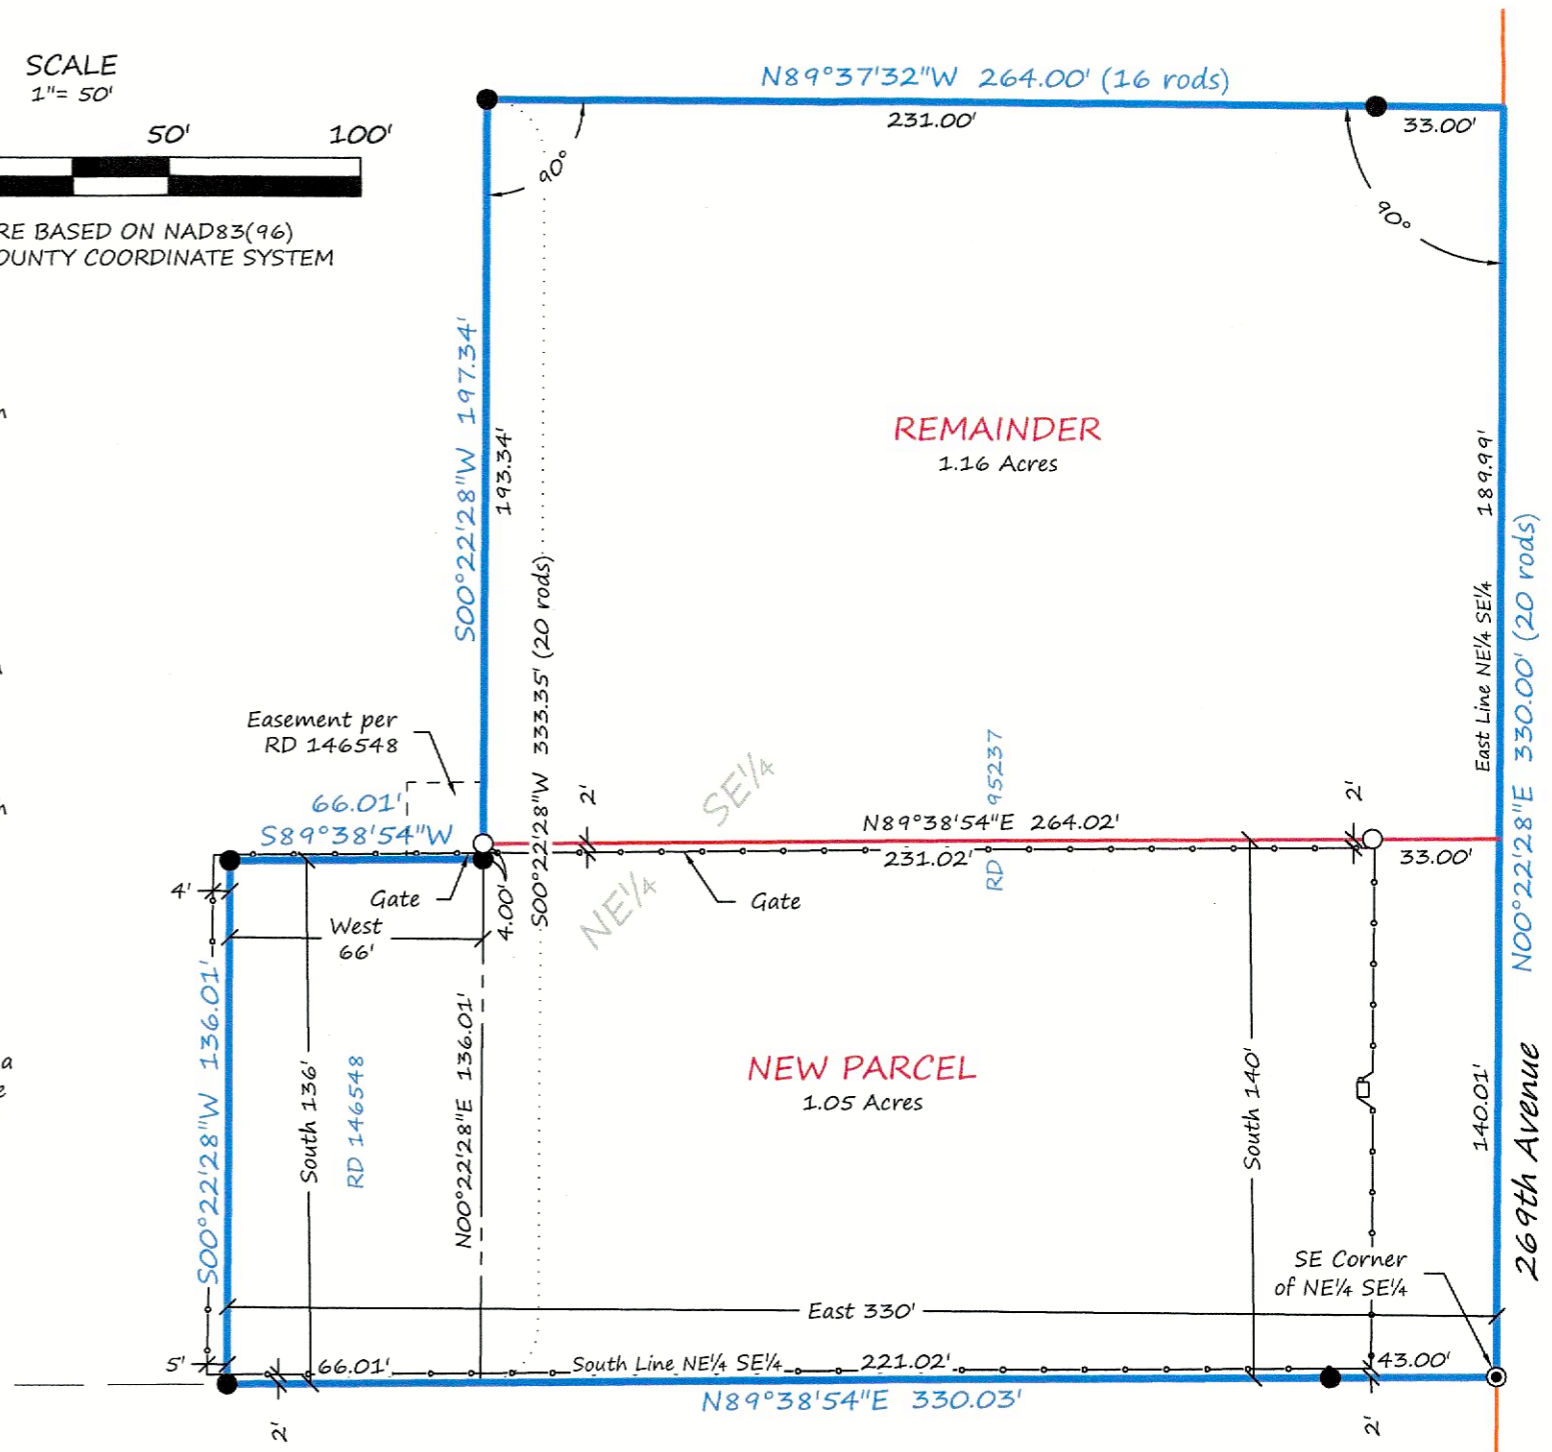 SCALE
1"= 50'
50' 100'
RE BASED ON NAD83(96)
OUNTY COORDINATE SYSTEM
N89°37'32"W 264.00' (16 rods)
231.00'
33.00'
90°
90°
S00°22'28"W 197.34'
193.34'
S00°22'28"W 333.35' (20 rods)
REMAINDER
1.16 Acres
189.99'
East Line NE¼ SE¼
N00°22'28"E 330.00' (20 rods)
Easement per
RD 146548
66.01'
S89°38'54"W
2'
SE¼
NE¼
RD 95237
N89°38'54"E 264.02'
231.02'
2'
33.00'
4'
Gate
4.00'
Gate
West
66'
S00°22'28"W 136.01'
South 136'
RD 146548
N00°22'28"E 136.01'
NEW PARCEL
1.05 Acres
South 140'
140.01'
269th Avenue
SE Corner
of NE¼ SE¼
East 330'
5'
66.01'
South Line NE¼ SE¼
221.02'
43.00'
N89°38'54"E 330.03'
2'
2'
a
e